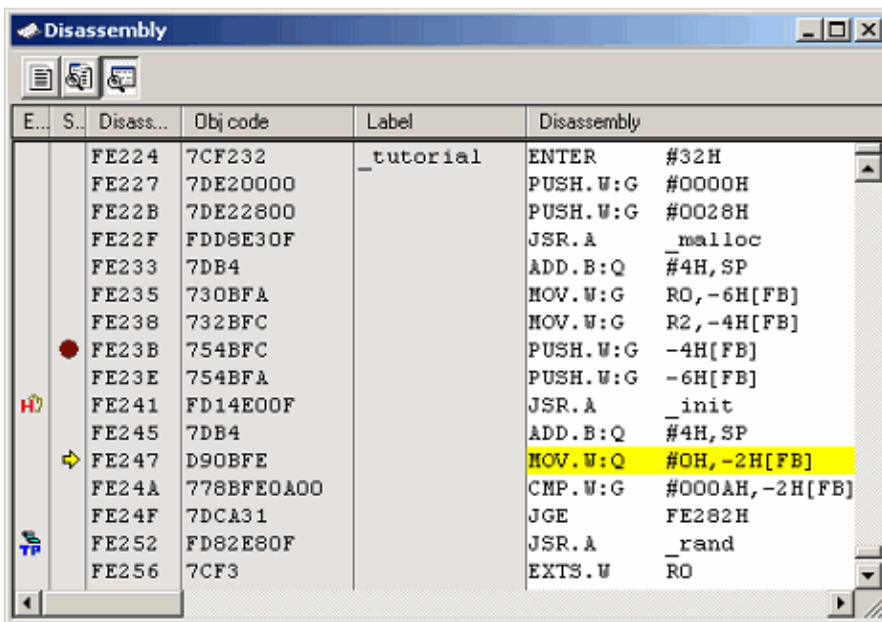 Disassembly
E... S.. Disass... Obj code Label Disassembly
FE224 7CF232 _tutorial ENTER #32H
FE227 7DE20000 PUSH.W:G #0000H
FE22B 7DE22800 PUSH.W:G #0028H
FE22F FDD8E30F JSR.A _malloc
FE233 7DB4 ADD.B:Q #4H,SP
FE235 730BFA MOV.W:G R0,-6H[FB]
FE238 732BFC MOV.W:G R2,-4H[FB]
FE23B 754BFC PUSH.W:G -4H[FB]
FE23E 754BFA PUSH.W:G -6H[FB]
H FE241 FD14E00F JSR.A _init
FE245 7DB4 ADD.B:Q #4H,SP
FE247 D90BFE MOV.W:Q #0H,-2H[FB]
FE24A 778BFE0A00 CMP.W:G #000AH,-2H[FB]
FE24F 7DCA31 JGE FE282H
TP FE252 FD82E80F JSR.A _rand
FE256 7CF3 EXTS.W R0